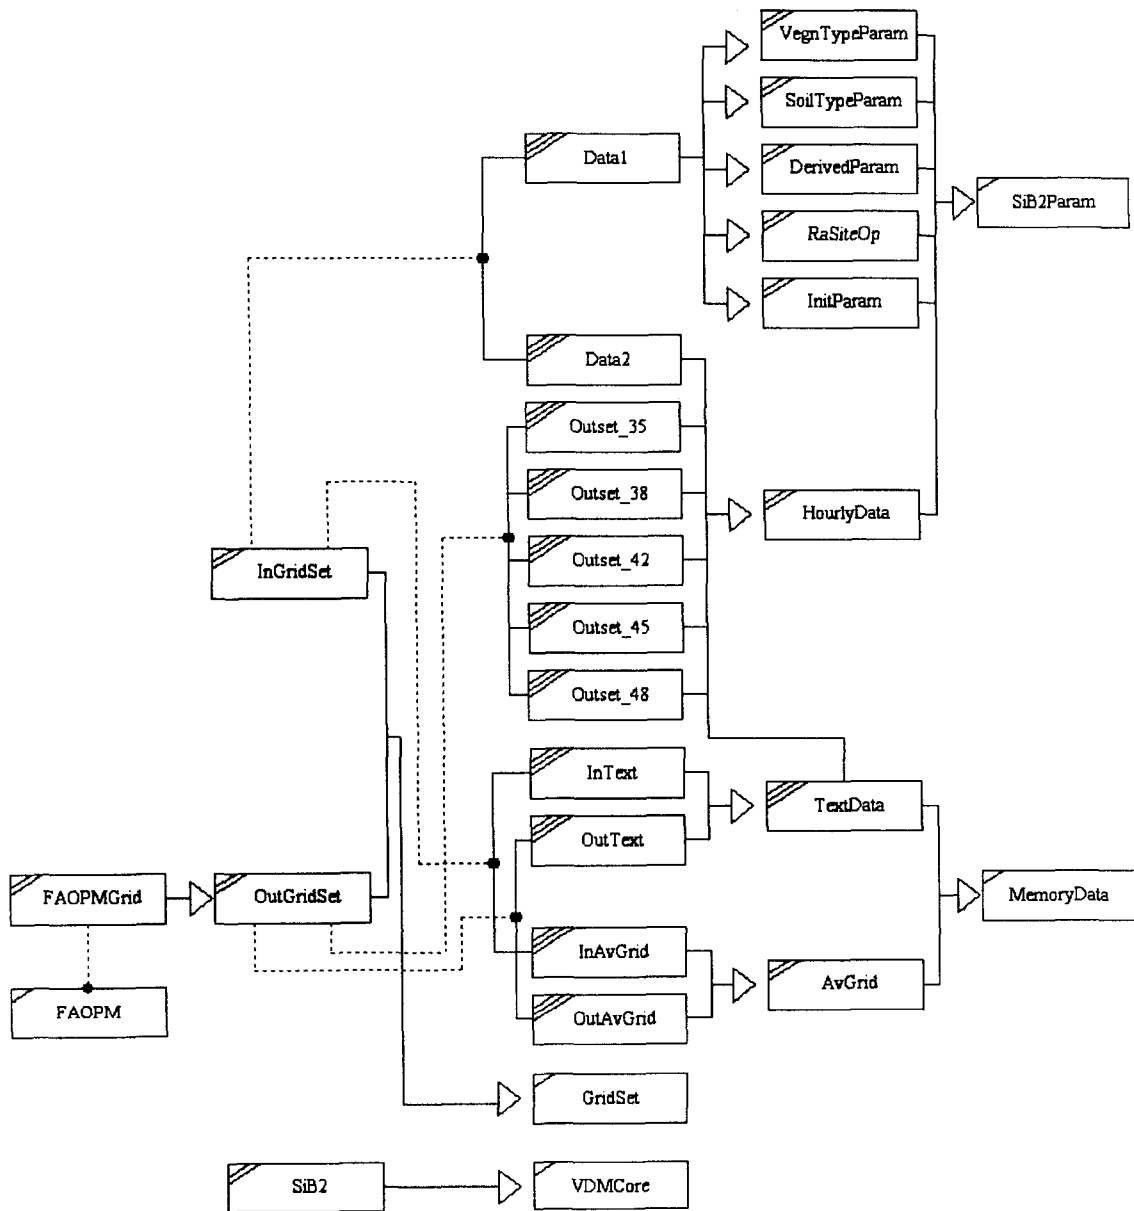 VegnTypeParam
SoilTypeParam
Data1
DerivedParam
SiB2Param
RaSiteOp
InitParam
Data2
Outset_35
Outset_38
HourlyData
Outset_42
InGridSet
Outset_45
Outset_48
InText
TextData
OutText
FAOPMGrid
OutGridSet
MemoryData
InAvGrid
AvGrid
FAOPM
OutAvGrid
GridSet
SiB2
VDMCore